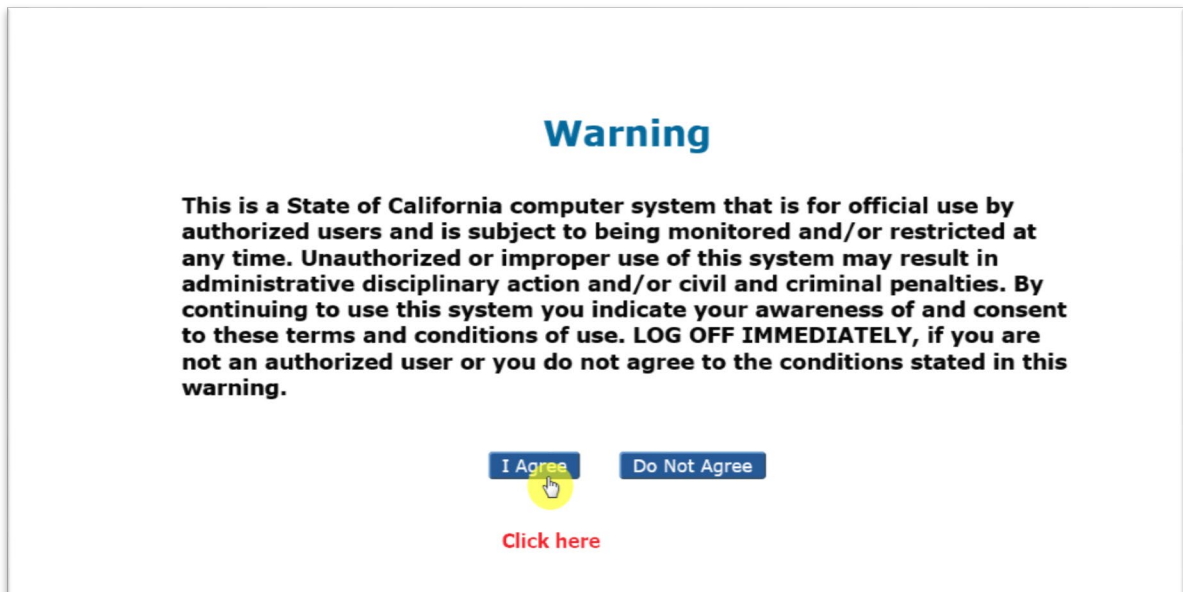 Warning
This is a State of California computer system that is for official use by
authorized users and is subject to being monitored and/or restricted at
any time. Unauthorized or improper use of this system may result in
administrative disciplinary action and/or civil and criminal penalties. By
continuing to use this system you indicate your awareness of and consent
to these terms and conditions of use. LOG OFF IMMEDIATELY, if you are
not an authorized user or you do not agree to the conditions stated in this
warning.
I Agree Do Not Agree
Click here